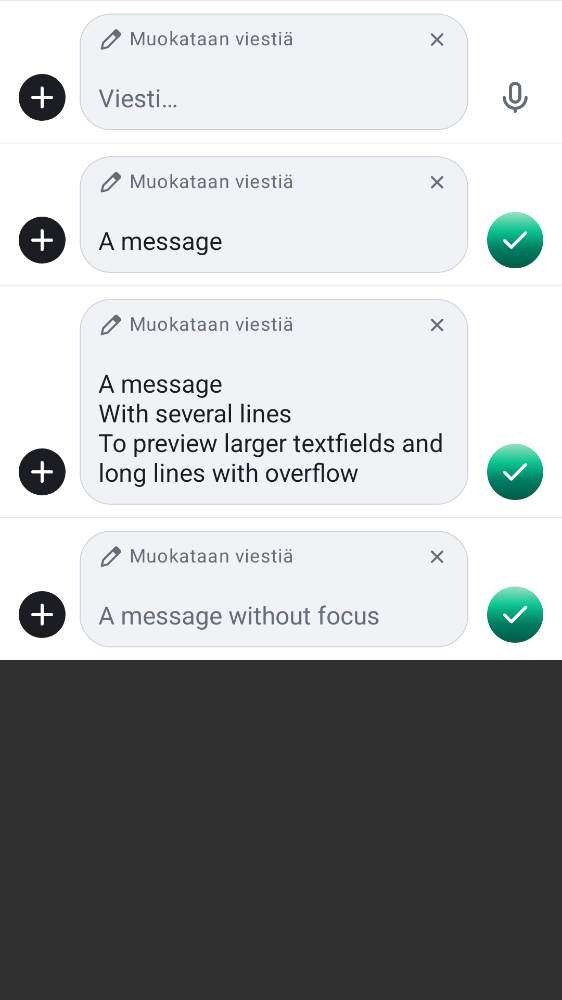 Muokataan viestiä
Viesti…
Muokataan viestiä
A message
Muokataan viestiä
A message
With several lines
To preview larger textfields and
long lines with overflow
Muokataan viestiä
A message without focus